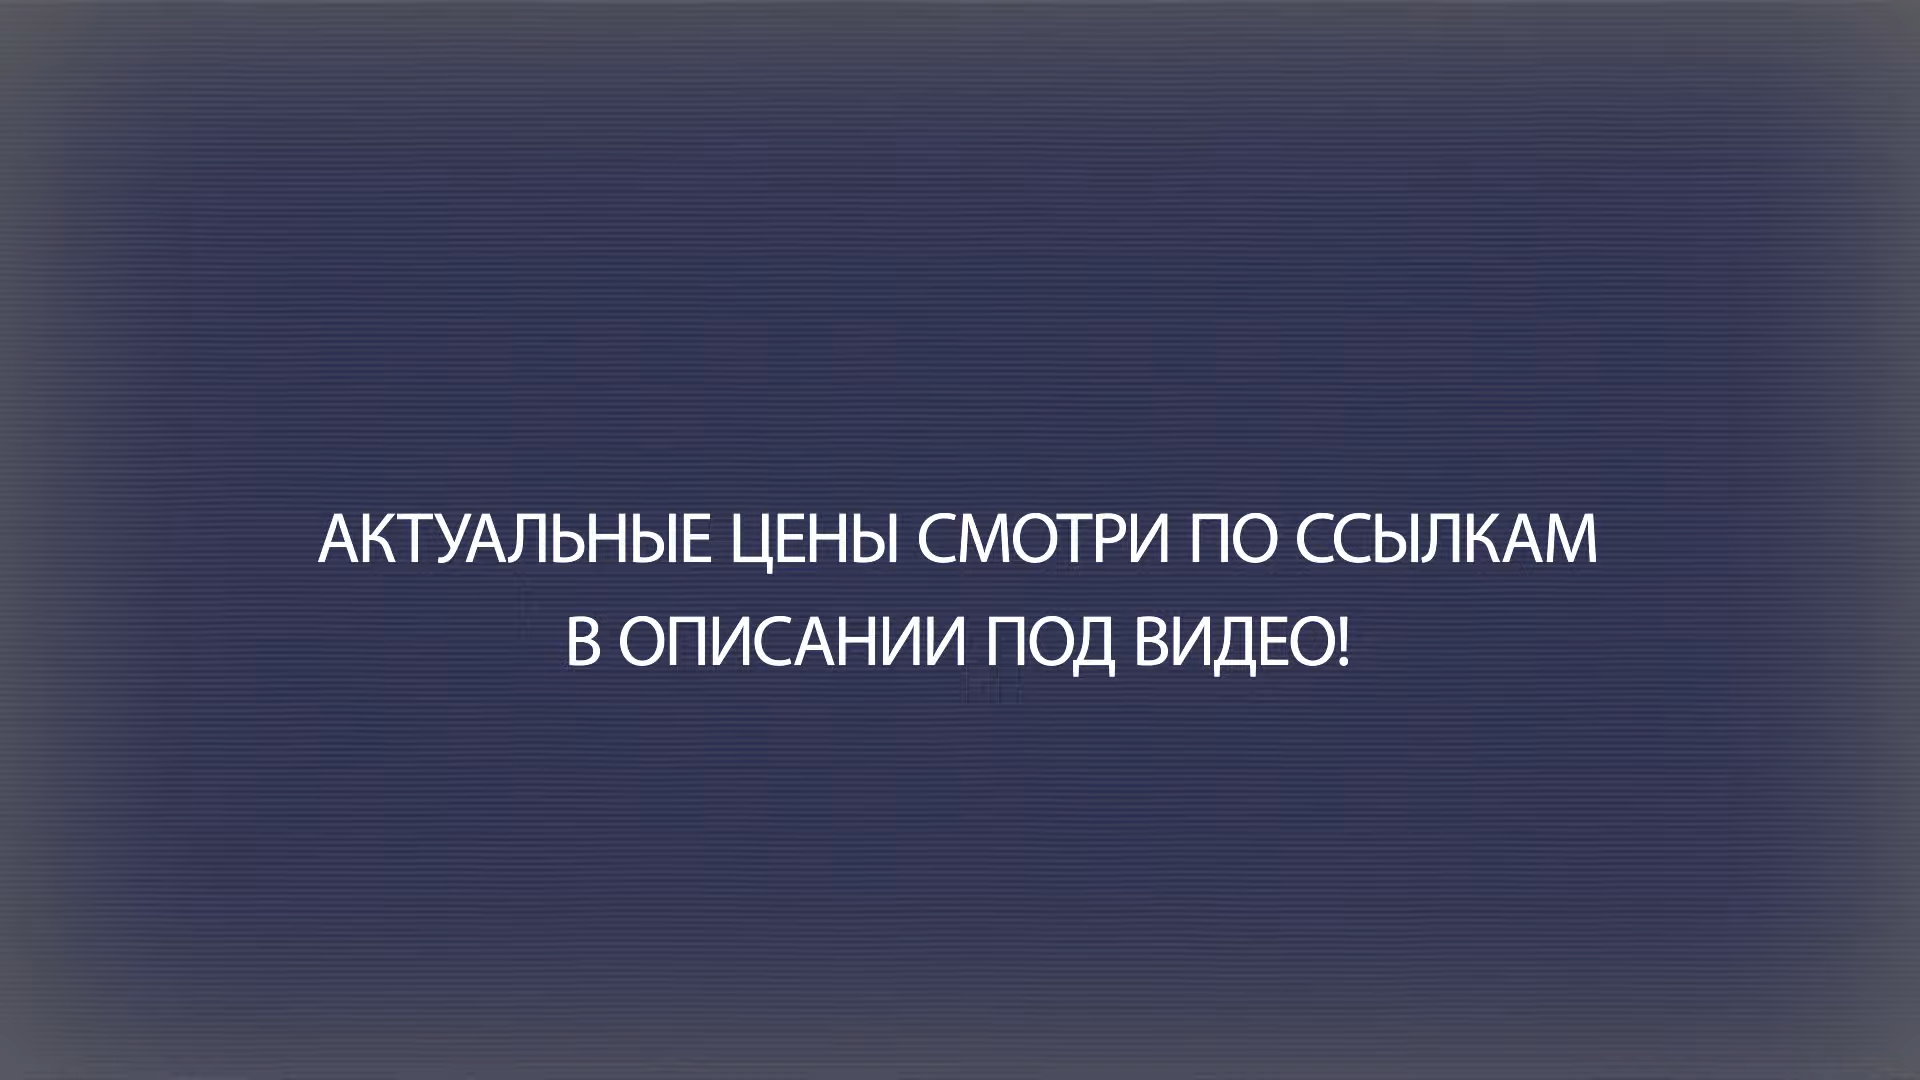 АКТУАЛЬНЫЕ ЦЕНЫ СМОТРИ ПО ССЫЛКАМ
В ОПИСАНИИ ПОД ВИДЕО!